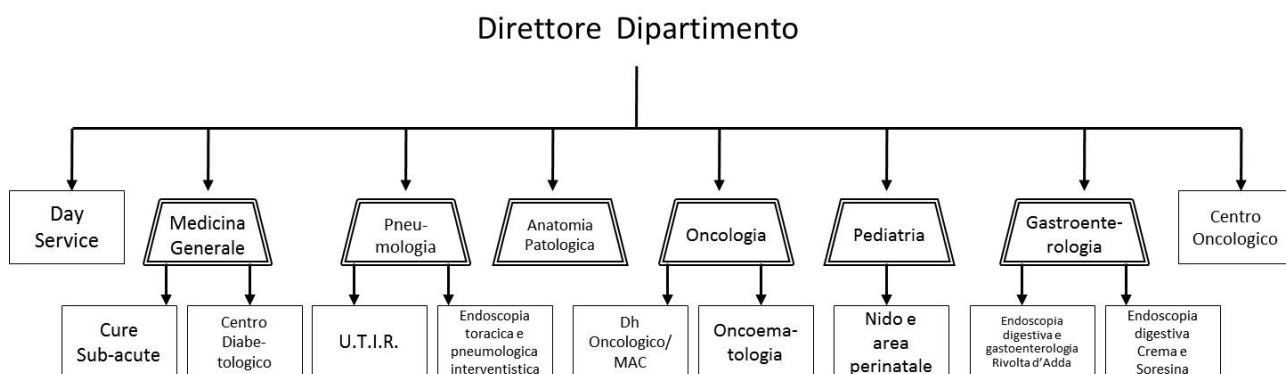 Direttore Dipartimento
Day
Service
Medicina
Generale
Pneu-
mologia
Anatomia
Patologica
Oncologia
Pediatria
Gastroente-
rologia
Centro
Oncologico
Cure
Sub-acute
Centro
Diabe-
tologico
U.T.I.R.
Endoscopia
toracica e
pneumologica
interventistica
Dh
Oncologico/
MAC
Oncoema-
tologia
Nido e
area
perinatale
Endoscopia
digestiva e
gastoenterologia
Rivolta d'Adda
Endoscopia
digestiva
Crema e
Soresina